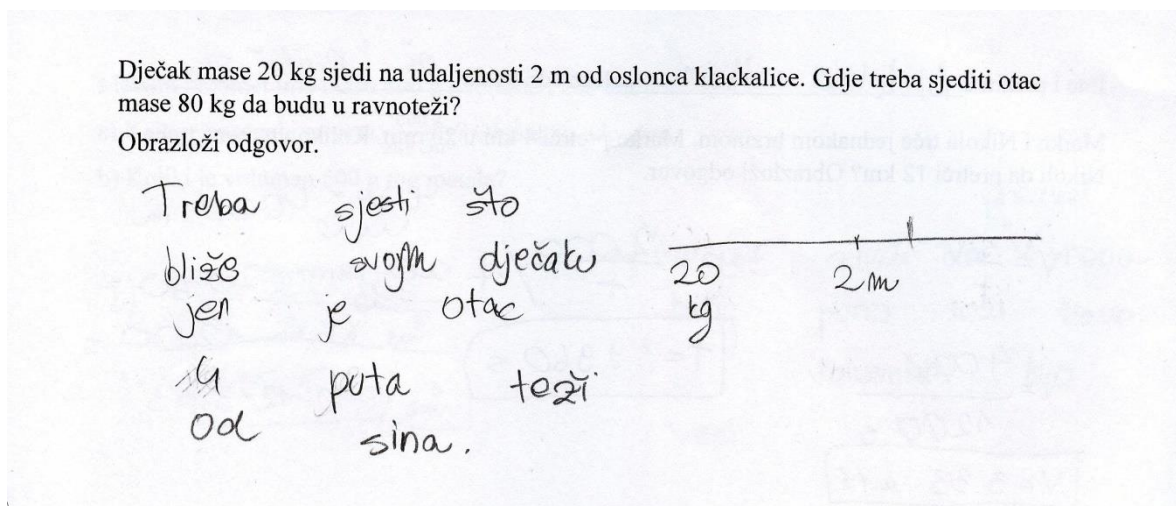 Dječak mase 20 kg sjedi na udaljenosti 2 m od oslonca klackalice. Gdje treba sjediti otac
mase 80 kg da budu u ravnoteži?
Obrazloži odgovor.
Treba sjesti što
bliže svojm dječaku
jer je otac
4 puta teži
od sina.
20 2m
kg